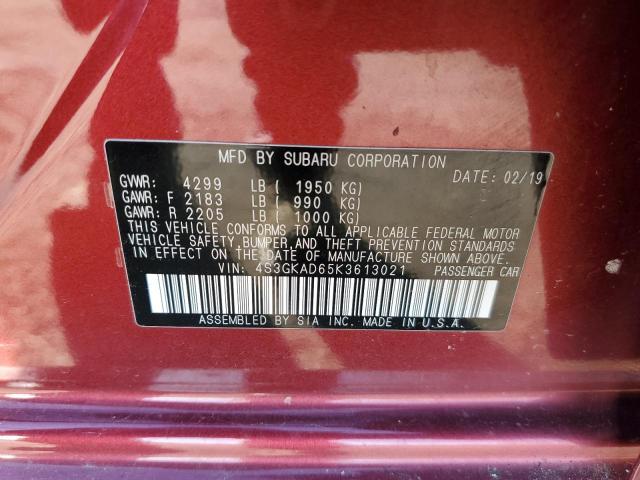 MFD BY SUBARU CORPORATION
DATE: 02/19
GVWR: 4299 LB ( 1950 KG)
GAWR: F 2183 LB ( 990 KG)
GAWR: R 2205 LB ( 1000 KG)
THIS VEHICLE CONFORMS TO ALL APPLICABLE FEDERAL MOTOR
VEHICLE SAFETY, BUMPER, AND THEFT PREVENTION STANDARDS
IN EFFECT ON THE DATE OF MANUFACTURE SHOWN ABOVE.
VIN: 4S3GKAD65K3613021 PASSENGER CAR
ASSEMBLED BY SIA INC. MADE IN U.S.A.